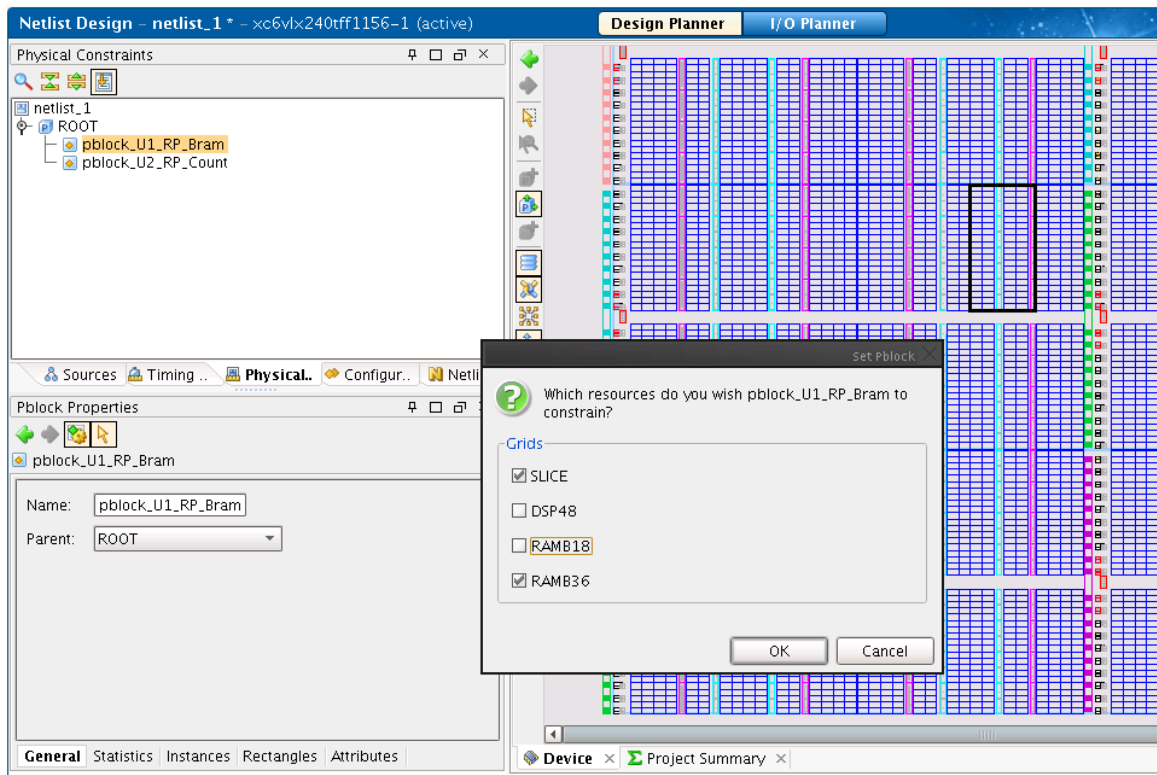 Netlist Design - netlist_1 * - xc6vlx240tff1156-1 (active)
Design Planner
I/O Planner
Physical Constraints
netlist_1
ROOT
pblock_U1_RP_Bram
pblock_U2_RP_Count
Sources
Timing ..
Physical..
Configur..
Netli
Pblock Properties
pblock_U1_RP_Bram
Name:
pblock_U1_RP_Bram
Parent:
ROOT
General
Statistics
Instances
Rectangles
Attributes
Set Pblock
Which resources do you wish pblock_U1_RP_Bram to
constrain?
Grids
SLICE
DSP48
RAMB18
RAMB36
OK
Cancel
Device
Project Summary